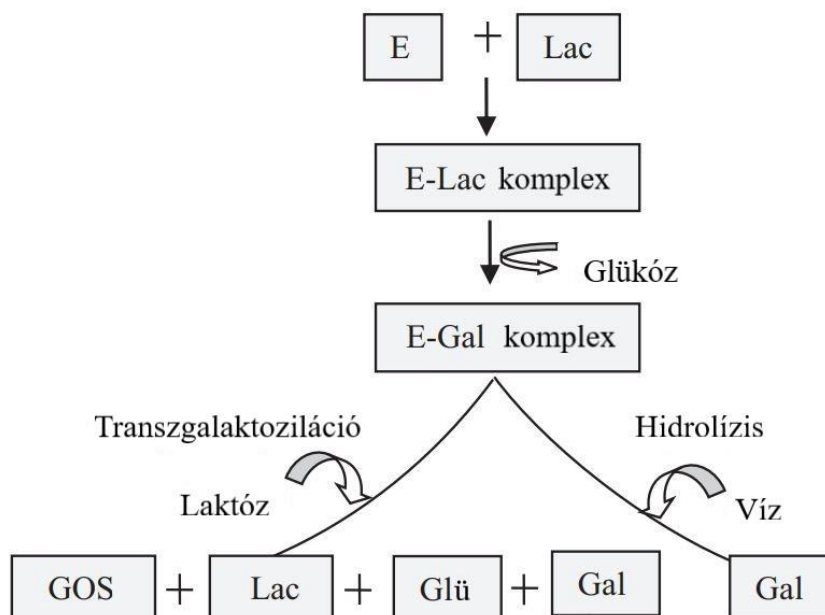 E + Lac
E-Lac komplex
Glükóz
E-Gal komplex
Transzgalaktoziláció
Hidrolízis
Laktóz
Víz
GOS + Lac + Glü + Gal
Gal